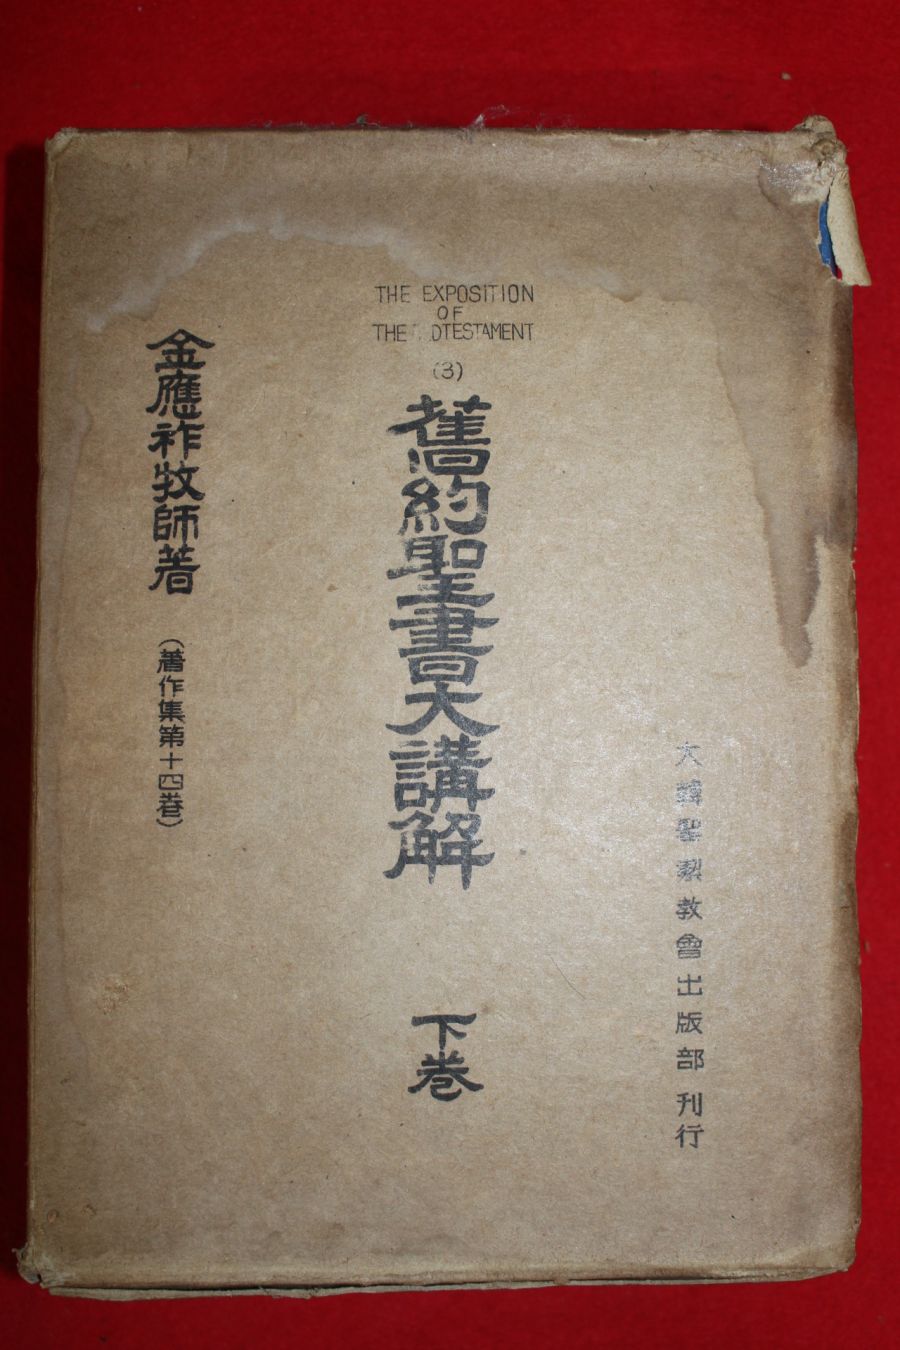 THE EXPOSITION
OF
THE OLDTESTAMENT
(3)
大韓聖潔教會出版部 刊行
舊約聖書大講解
下卷
金應祚牧師著
(著作集第十四卷)